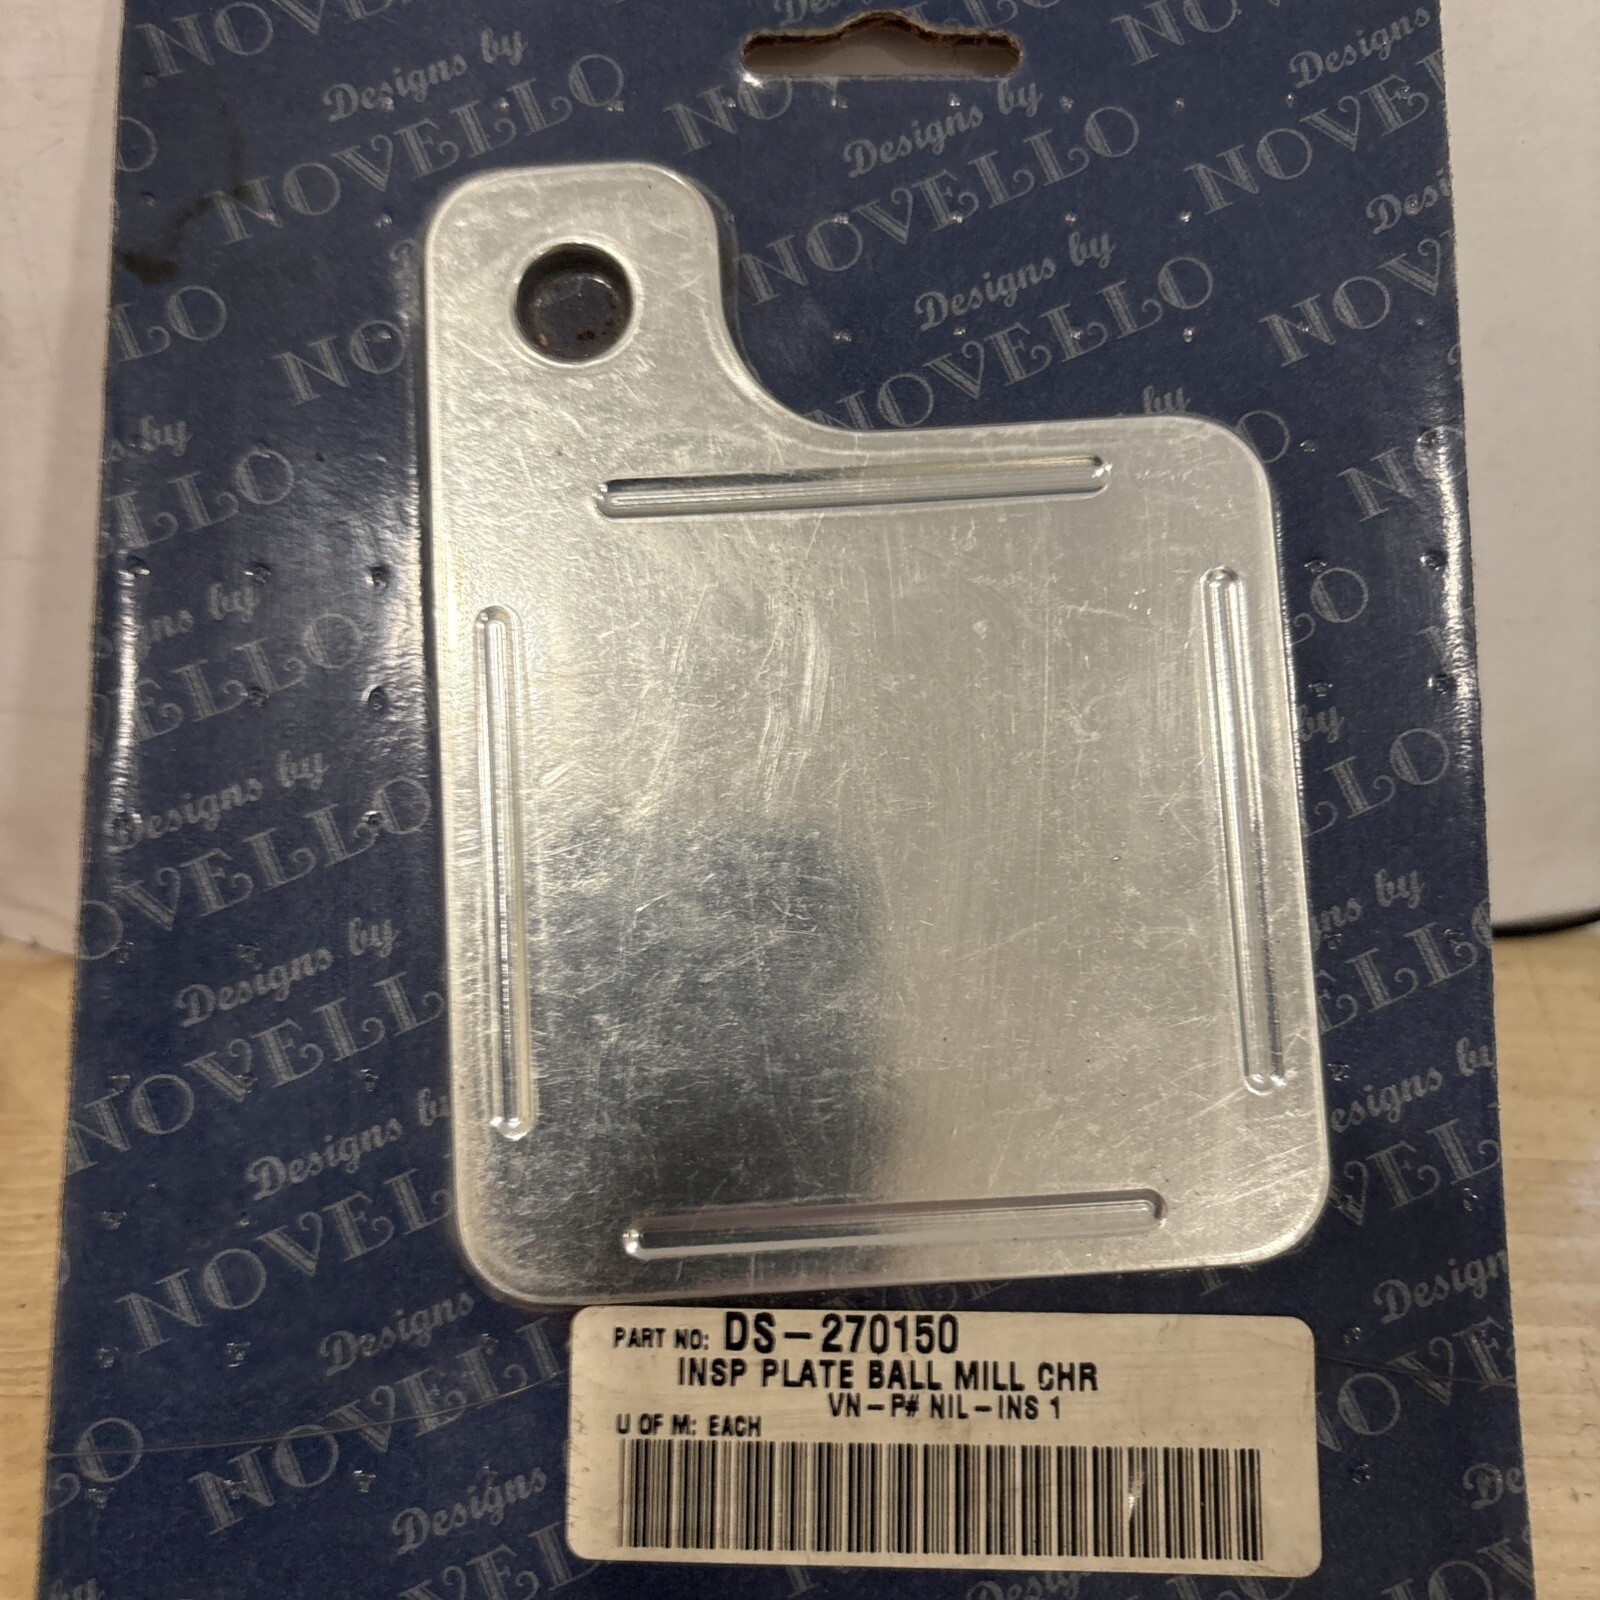 Designs by
NOVELLO
PART NO: DS-270150
INSP PLATE BALL MILL CHR
VN-P# NIL-INS 1
U OF M: EACH